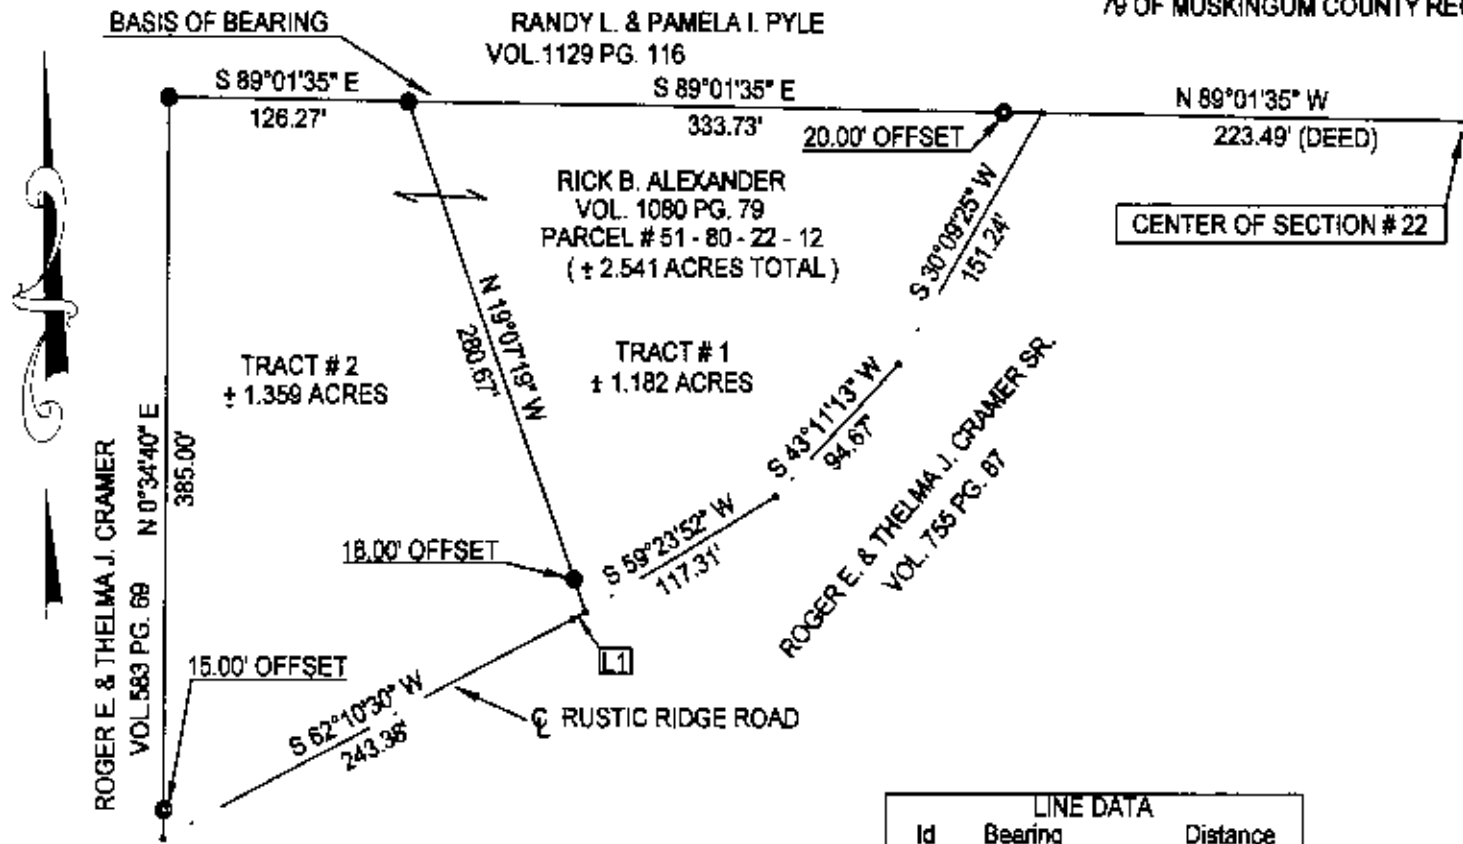 BASIS OF BEARING
RANDY L. & PAMELA I. PYLE
VOL.1129 PG. 116
79 OF MUSKINGUM COUNTY REC
S 89°01'35" E
126.27'
S 89°01'35" E
333.73'
N 89°01'35" W
223.49' (DEED)
20.00' OFFSET
CENTER OF SECTION # 22
RICK B. ALEXANDER
VOL. 1080 PG. 79
PARCEL # 51 - 80 - 22 - 12
( ± 2.541 ACRES TOTAL )
S 30°09'25" W
151.24'
N 19°07'19" W
280.67'
TRACT # 2
± 1.359 ACRES
TRACT # 1
± 1.182 ACRES
S 43°11'13" W
94.67'
ROGER E. & THELMA J. CRAMER SR.
VOL. 755 PG. 87
ROGER E. & THELMA J. CRAMER
VOL.583 PG. 69
N 0°34'40" E
385.00'
18.00' OFFSET
S 59°23'52" W
117.31'
L1
15.00' OFFSET
S 62°10'30" W
243.36'
℄ RUSTIC RIDGE ROAD
LINE DATA
Id Bearing Distance